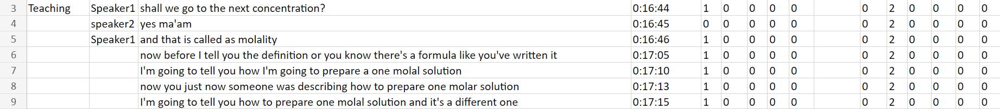 3 Teaching Speaker1 shall we go to the next concentration? 0:16:44 1 0 0 0 0 0 2 0 0 0 0
4 speaker2 yes ma'am 0:16:45 0 0 0 0 0 0 2 0 0 0 0
5 Speaker1 and that is called as molality 0:16:46 1 0 0 0 0 0 2 0 0 0 0
6 now before I tell you the definition or you know there's a formula like you've written it 0:17:05 1 0 0 0 0 0 2 0 0 0 0
7 I'm going to tell you how I'm going to prepare a one molal solution 0:17:10 1 0 0 0 0 0 2 0 0 0 0
8 now you just now someone was describing how to prepare one molar solution 0:17:13 1 0 0 0 0 0 2 0 0 0 0
9 I'm going to tell you how to prepare one molal solution and it's a different one 0:17:15 1 0 0 0 0 0 2 0 0 0 0